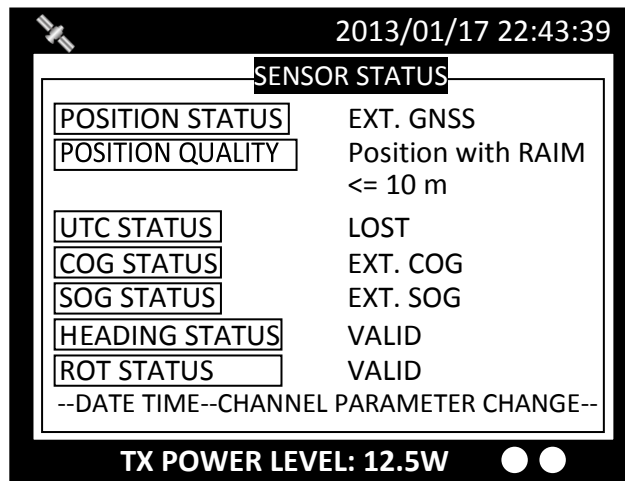 2013/01/17 22:43:39
SENSOR STATUS
POSITION STATUS EXT. GNSS
POSITION QUALITY Position with RAIM
<= 10 m
UTC STATUS LOST
COG STATUS EXT. COG
SOG STATUS EXT. SOG
HEADING STATUS VALID
ROT STATUS VALID
--DATE TIME--CHANNEL PARAMETER CHANGE--
TX POWER LEVEL: 12.5W